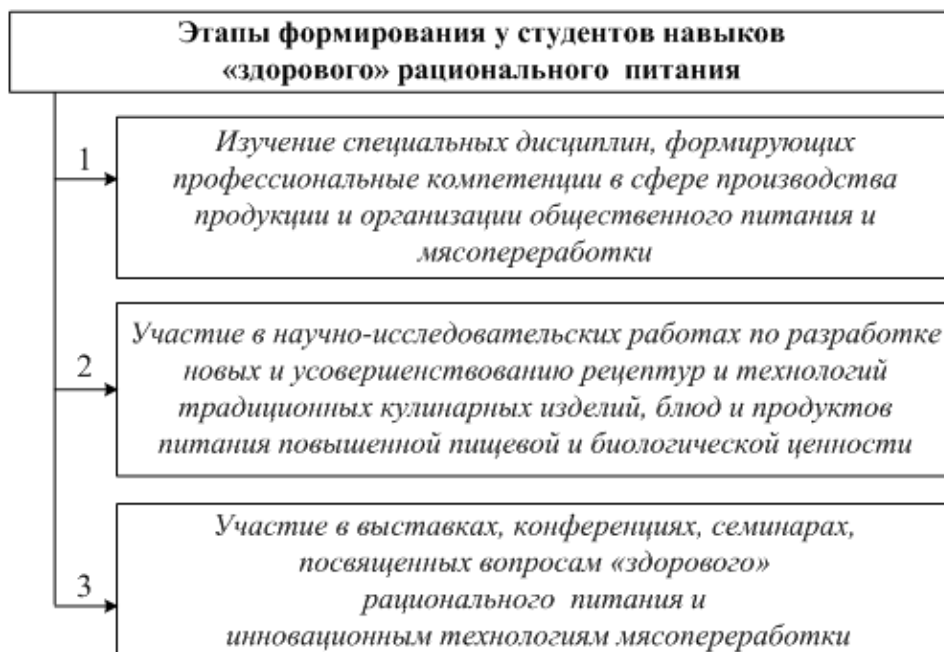 Этапы формирования у студентов навыков
«здорового» рационального питания
1
Изучение специальных дисциплин, формирующих
профессиональные компетенции в сфере производства
продукции и организации общественного питания и
мясопереработки
2
Участие в научно-исследовательских работах по разработке
новых и усовершенствованию рецептур и технологий
традиционных кулинарных изделий, блюд и продуктов
питания повышенной пищевой и биологической ценности
3
Участие в выставках, конференциях, семинарах,
посвященных вопросам «здорового»
рационального питания и
инновационным технологиям мясопереработки